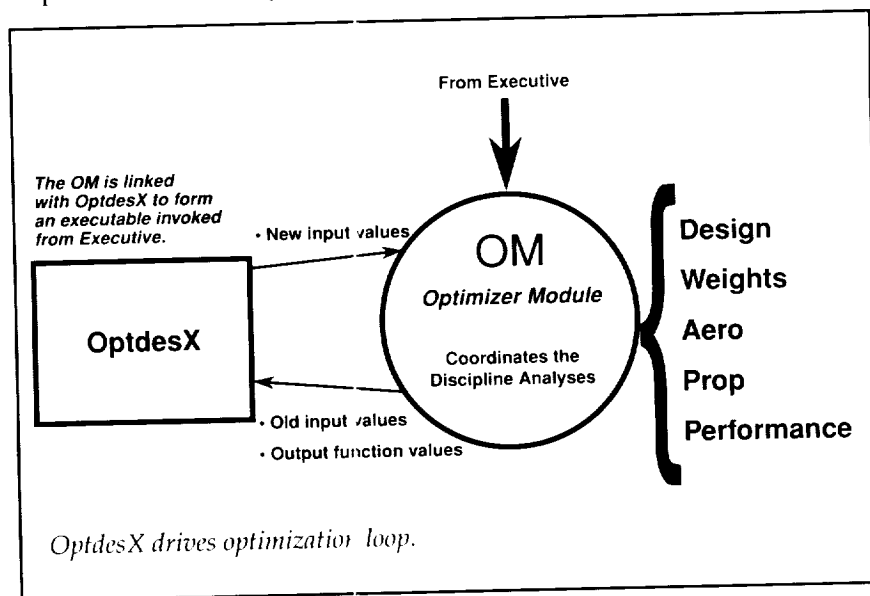 From Executive
The OM is linked
with OptdesX to form
an executable invoked
from Executive.
• New input values
OptdesX
OM
Optimizer Module
Coordinates the
Discipline Analyses
• Old input values
• Output function values
Design
Weights
Aero
Prop
Performance
OptdesX drives optimization loop.